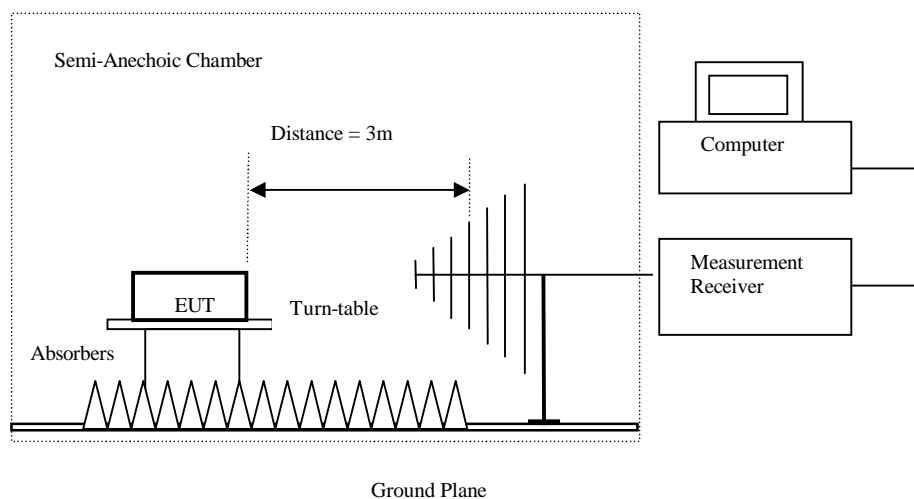 Semi-Anechoic Chamber
Distance = 3m
Computer
Measurement
Receiver
EUT
Turn-table
Absorbers
Ground Plane